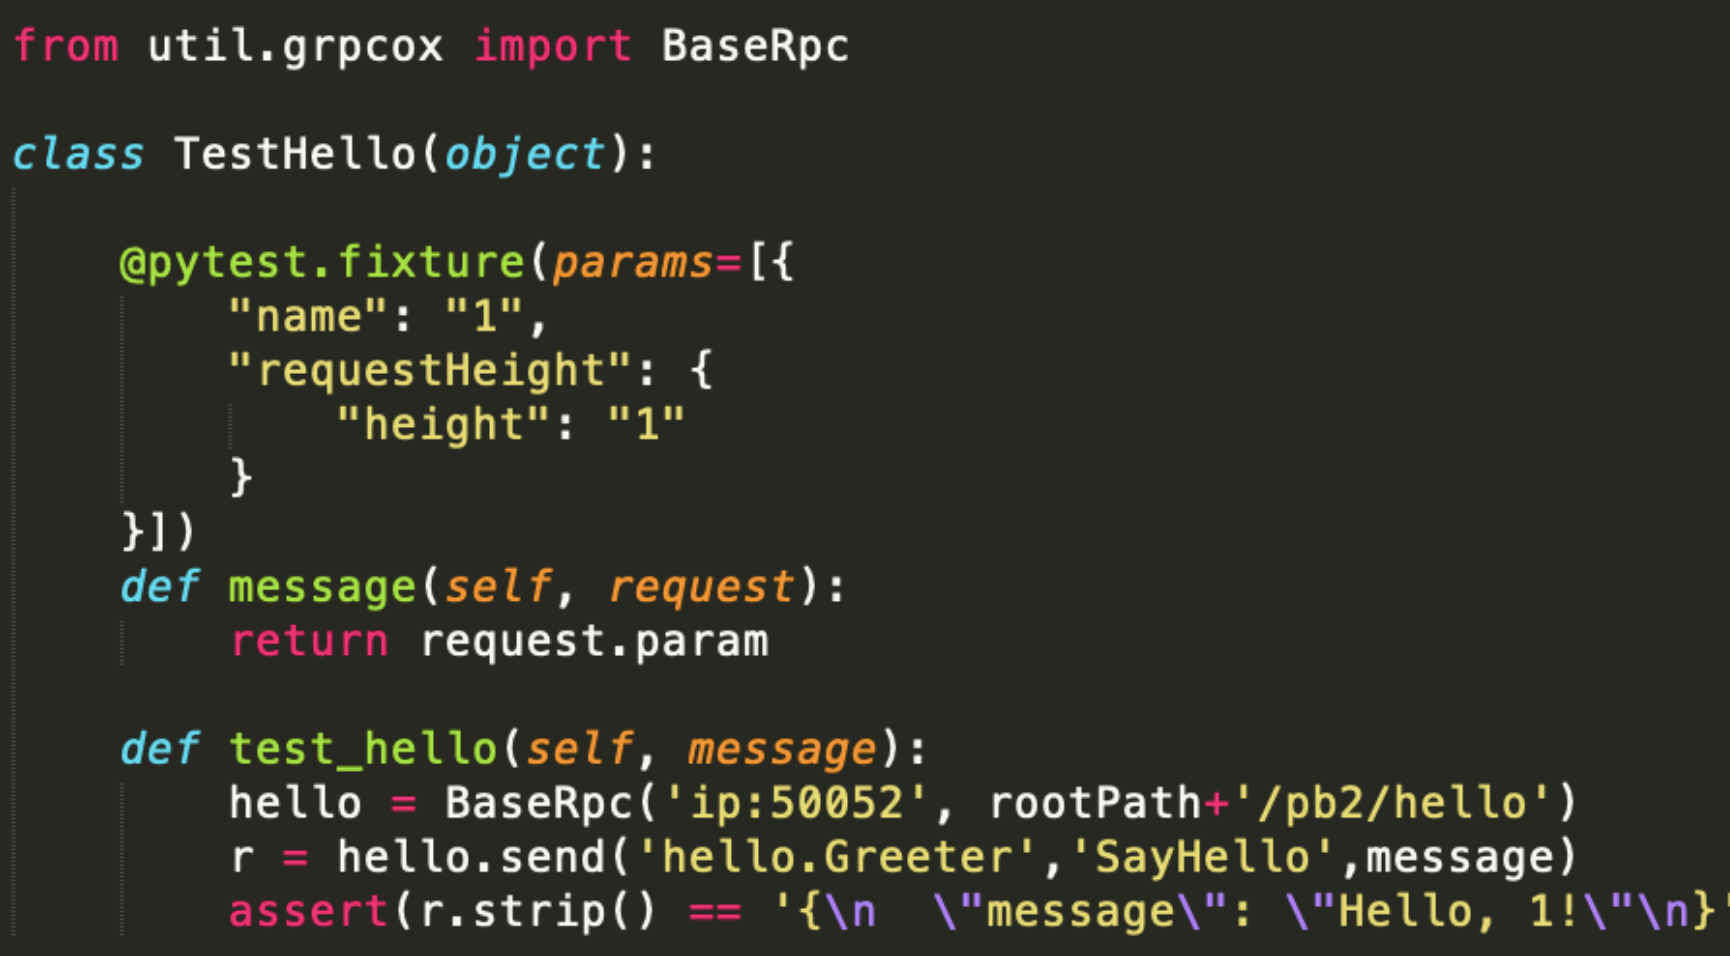 from util.grpcox import BaseRpc
class TestHello(object):
@pytest.fixture(params=[{
"name": "1",
"requestHeight": {
"height": "1"
}
}])
def message(self, request):
return request.param
def test_hello(self, message):
hello = BaseRpc('ip:50052', rootPath+'/pb2/hello')
r = hello.send('hello.Greeter','SayHello',message)
assert(r.strip() == '{\n  \"message\": \"Hello, 1!\"\n}'